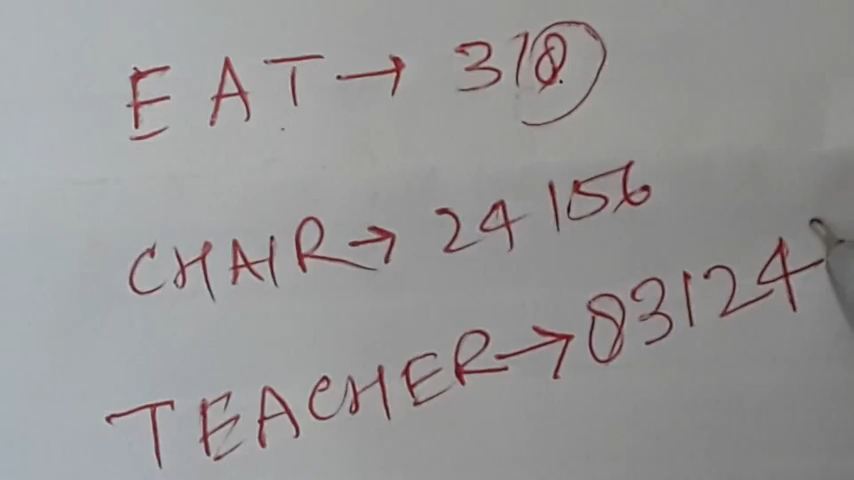 EAT → 318
CHAIR → 24156
TEACHER → 83124